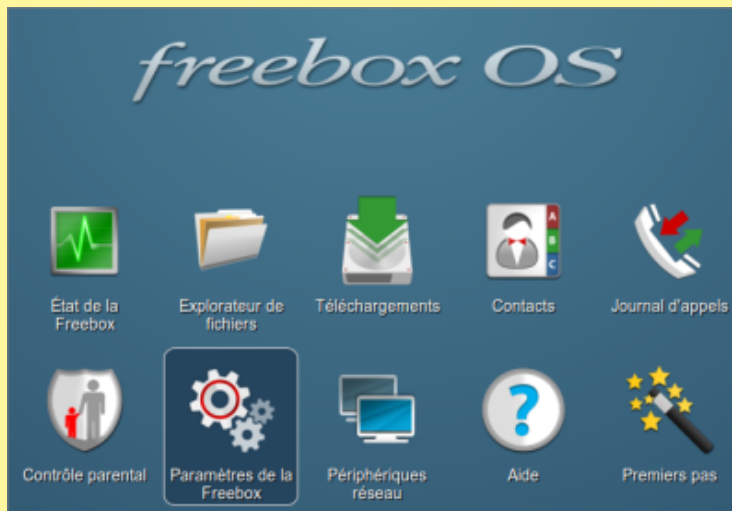 freebox OS
État de la
Freebox
Explorateur de
fichiers
Téléchargements
A
B
C
Contacts
Journal d'appels
Contrôle parental
Paramètres de la
Freebox
Périphériques
réseau
?
Aide
Premiers pas